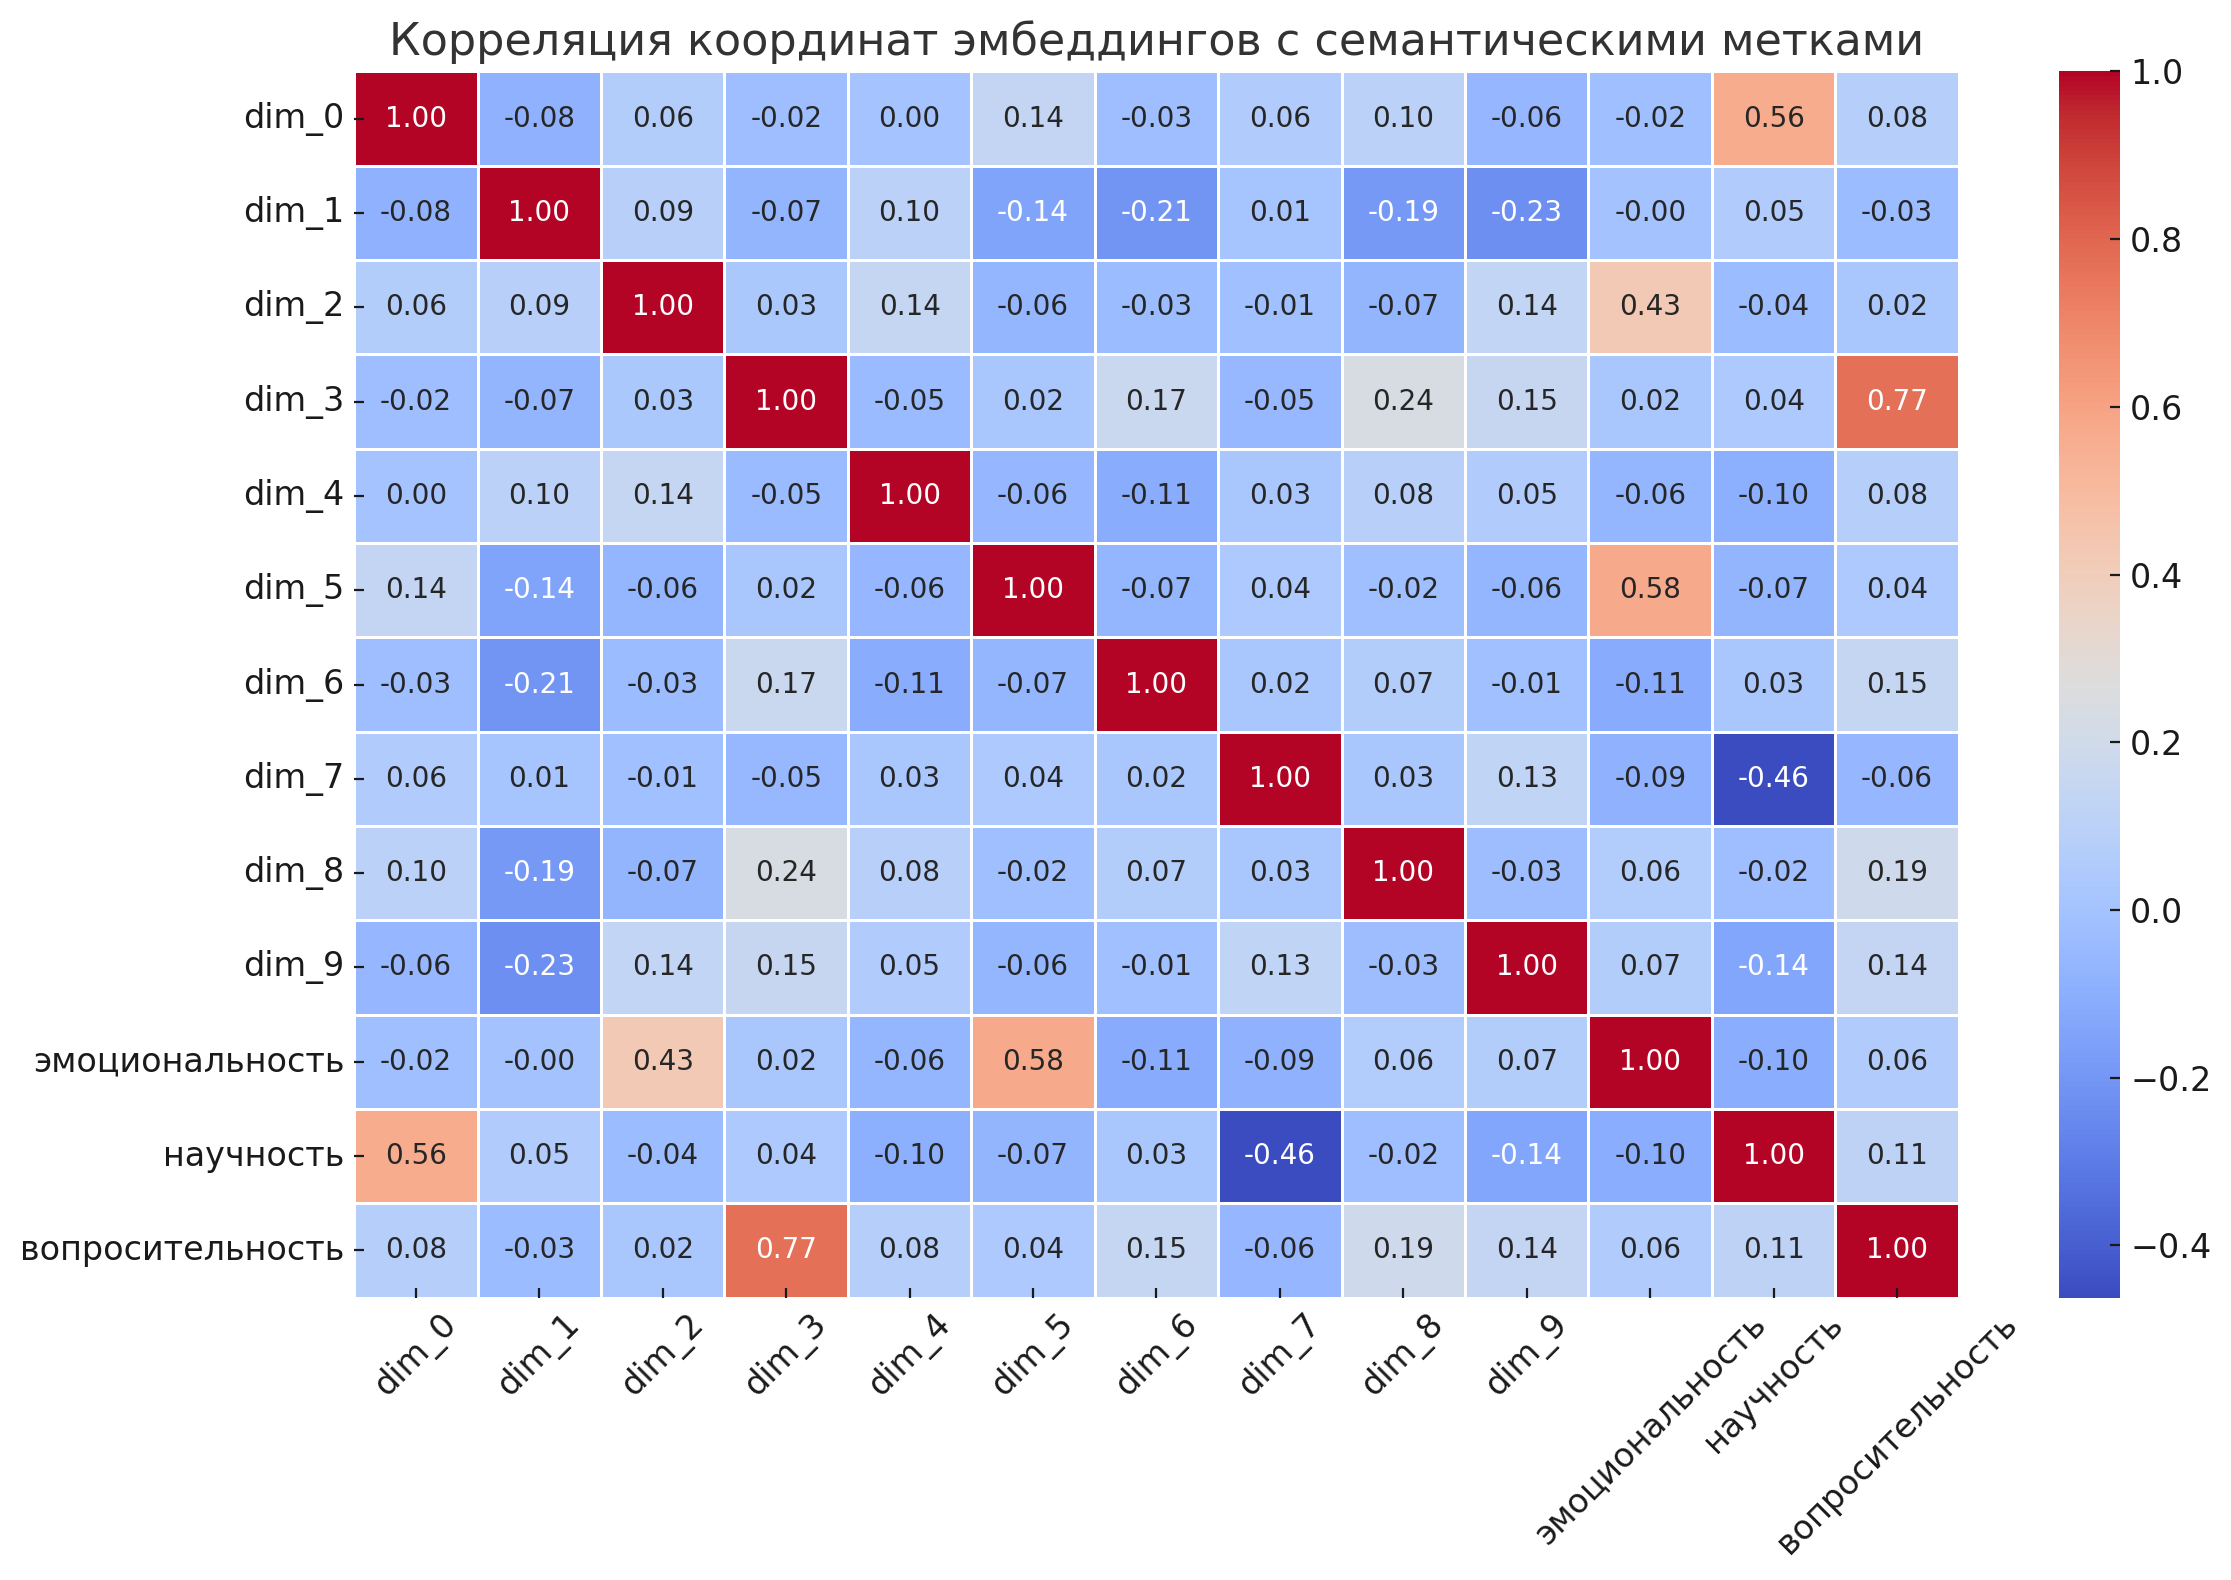 Корреляция координат эмбеддингов с семантическими метками
dim_0 1.00 -0.08 0.06 -0.02 0.00 0.14 -0.03 0.06 0.10 -0.06 -0.02 0.56 0.08
dim_1 -0.08 1.00 0.09 -0.07 0.10 -0.14 -0.21 0.01 -0.19 -0.23 -0.00 0.05 -0.03
dim_2 0.06 0.09 1.00 0.03 0.14 -0.06 -0.03 -0.01 -0.07 0.14 0.43 -0.04 0.02
dim_3 -0.02 -0.07 0.03 1.00 -0.05 0.02 0.17 -0.05 0.24 0.15 0.02 0.04 0.77
dim_4 0.00 0.10 0.14 -0.05 1.00 -0.06 -0.11 0.03 0.08 0.05 -0.06 -0.10 0.08
dim_5 0.14 -0.14 -0.06 0.02 -0.06 1.00 -0.07 0.04 -0.02 -0.06 0.58 -0.07 0.04
dim_6 -0.03 -0.21 -0.03 0.17 -0.11 -0.07 1.00 0.02 0.07 -0.01 -0.11 0.03 0.15
dim_7 0.06 0.01 -0.01 -0.05 0.03 0.04 0.02 1.00 0.03 0.13 -0.09 -0.46 -0.06
dim_8 0.10 -0.19 -0.07 0.24 0.08 -0.02 0.07 0.03 1.00 -0.03 0.06 -0.02 0.19
dim_9 -0.06 -0.23 0.14 0.15 0.05 -0.06 -0.01 0.13 -0.03 1.00 0.07 -0.14 0.14
эмоциональность -0.02 -0.00 0.43 0.02 -0.06 0.58 -0.11 -0.09 0.06 0.07 1.00 -0.10 0.06
научность 0.56 0.05 -0.04 0.04 -0.10 -0.07 0.03 -0.46 -0.02 -0.14 -0.10 1.00 0.11
вопросительность 0.08 -0.03 0.02 0.77 0.08 0.04 0.15 -0.06 0.19 0.14 0.06 0.11 1.00
dim_0 dim_1 dim_2 dim_3 dim_4 dim_5 dim_6 dim_7 dim_8 dim_9 эмоциональность научность вопросительность
1.0
0.8
0.6
0.4
0.2
0.0
−0.2
−0.4